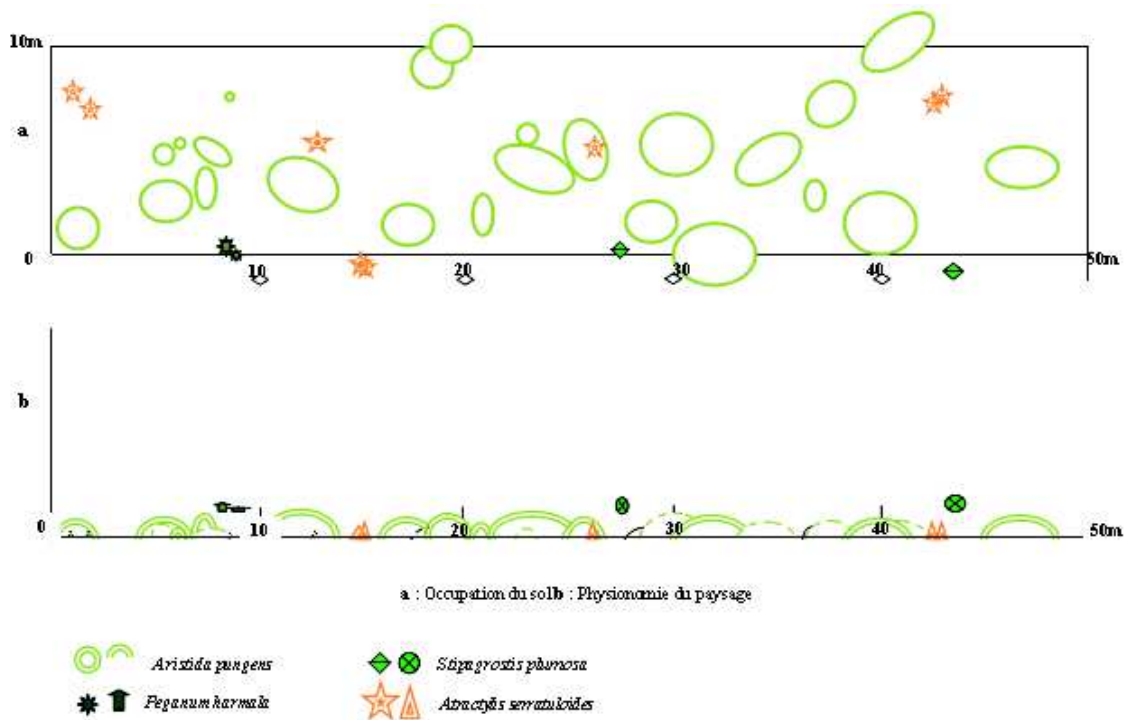 10m
a
0
10
20
30
40
50m
b
0
10
20
30
40
50m
a : Occupation du sol b : Physionomie du paysage
Aristida pungens
Stipagrostis plumosa
Peganum harmala
Atractylis serratuloides